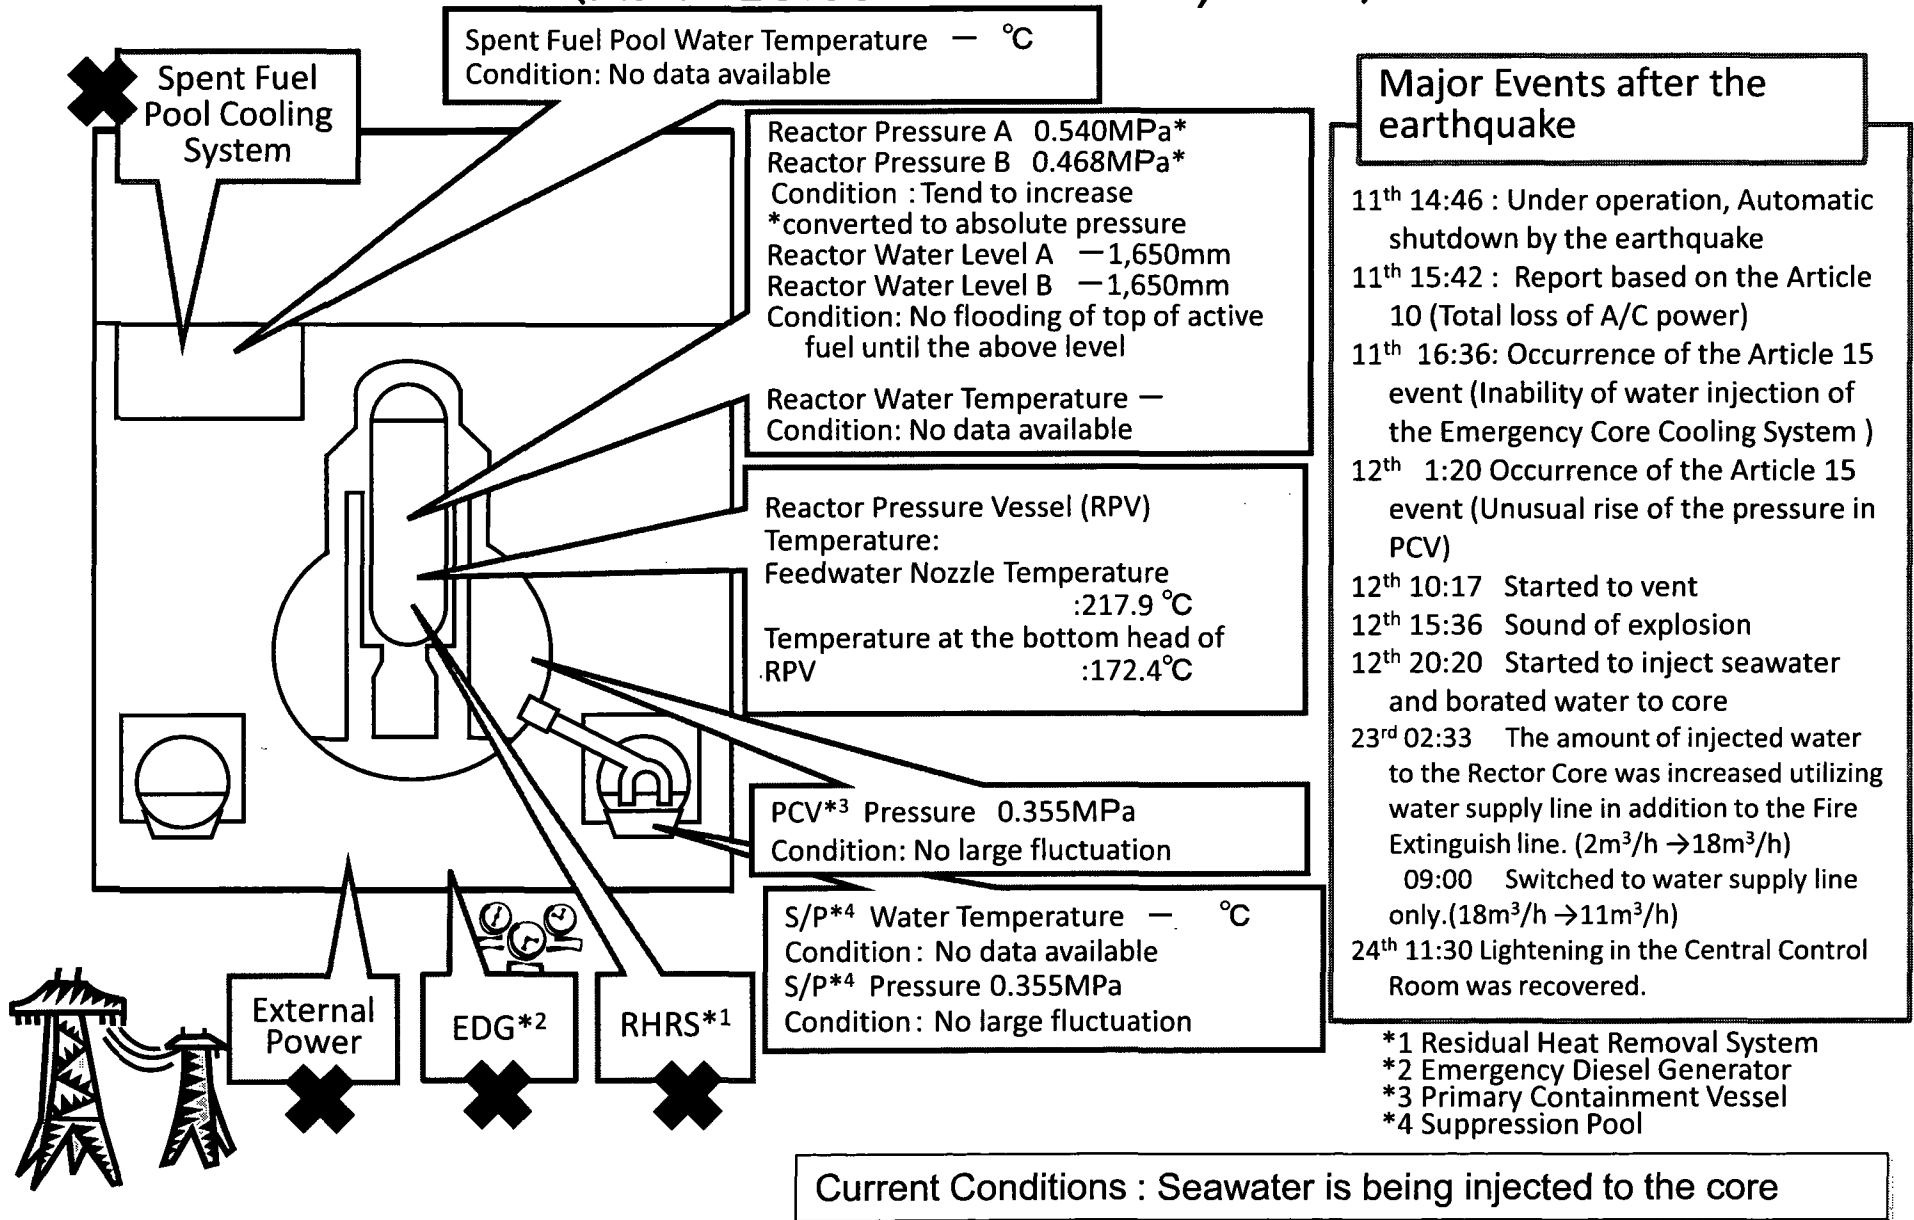 Spent Fuel Pool Water Temperature — ℃
Condition: No data available
Spent Fuel
Pool Cooling
System
Reactor Pressure A 0.540MPa*
Reactor Pressure B 0.468MPa*
Condition : Tend to increase
*converted to absolute pressure
Reactor Water Level A —1,650mm
Reactor Water Level B —1,650mm
Condition: No flooding of top of active
fuel until the above level
Reactor Water Temperature —
Condition: No data available
Reactor Pressure Vessel (RPV)
Temperature:
Feedwater Nozzle Temperature
:217.9 ℃
Temperature at the bottom head of
RPV :172.4℃
PCV*3 Pressure 0.355MPa
Condition: No large fluctuation
S/P*4 Water Temperature — ℃
Condition : No data available
S/P*4 Pressure 0.355MPa
Condition : No large fluctuation
External
Power
EDG*2
RHRS*1
Major Events after the
earthquake
11th 14:46 : Under operation, Automatic
shutdown by the earthquake
11th 15:42 : Report based on the Article
10 (Total loss of A/C power)
11th 16:36: Occurrence of the Article 15
event (Inability of water injection of
the Emergency Core Cooling System )
12th 1:20 Occurrence of the Article 15
event (Unusual rise of the pressure in
PCV)
12th 10:17 Started to vent
12th 15:36 Sound of explosion
12th 20:20 Started to inject seawater
and borated water to core
23rd 02:33 The amount of injected water
to the Rector Core was increased utilizing
water supply line in addition to the Fire
Extinguish line. (2m³/h →18m³/h)
09:00 Switched to water supply line
only.(18m³/h →11m³/h)
24th 11:30 Lightening in the Central Control
Room was recovered.
*1 Residual Heat Removal System
*2 Emergency Diesel Generator
*3 Primary Containment Vessel
*4 Suppression Pool
Current Conditions : Seawater is being injected to the core